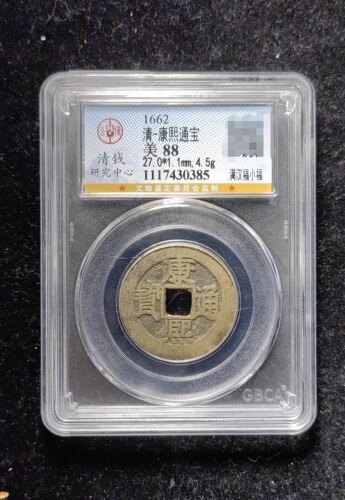 1662
清-康熙通宝
美 88
清钱
27.0*1.1mm,4.5g
研究中心
1117430385
满汉福小福
★ 文物鉴定委员会监制 ★
康熙通寶
GBCA